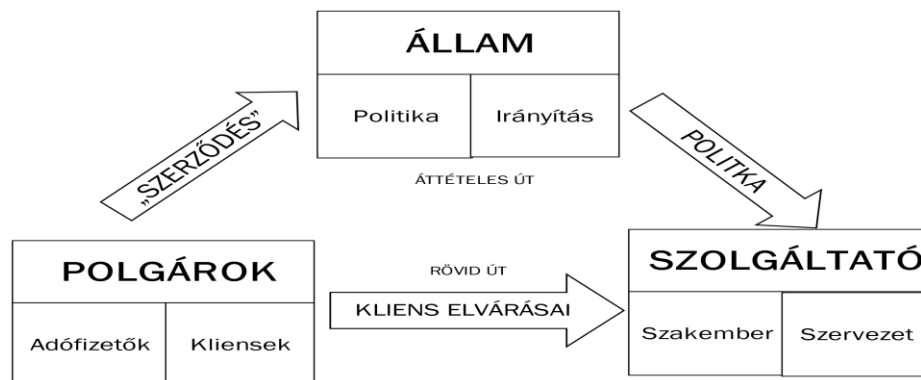 ÁLLAM
Politika
Irányítás
„SZERZŐDÉS”
POLITKA
ÁTTÉTELES ÚT
POLGÁROK
Adófizetők
Kliensek
RÖVID ÚT
KLIENS ELVÁRÁSAI
SZOLGÁLTATÓ
Szakember
Szervezet